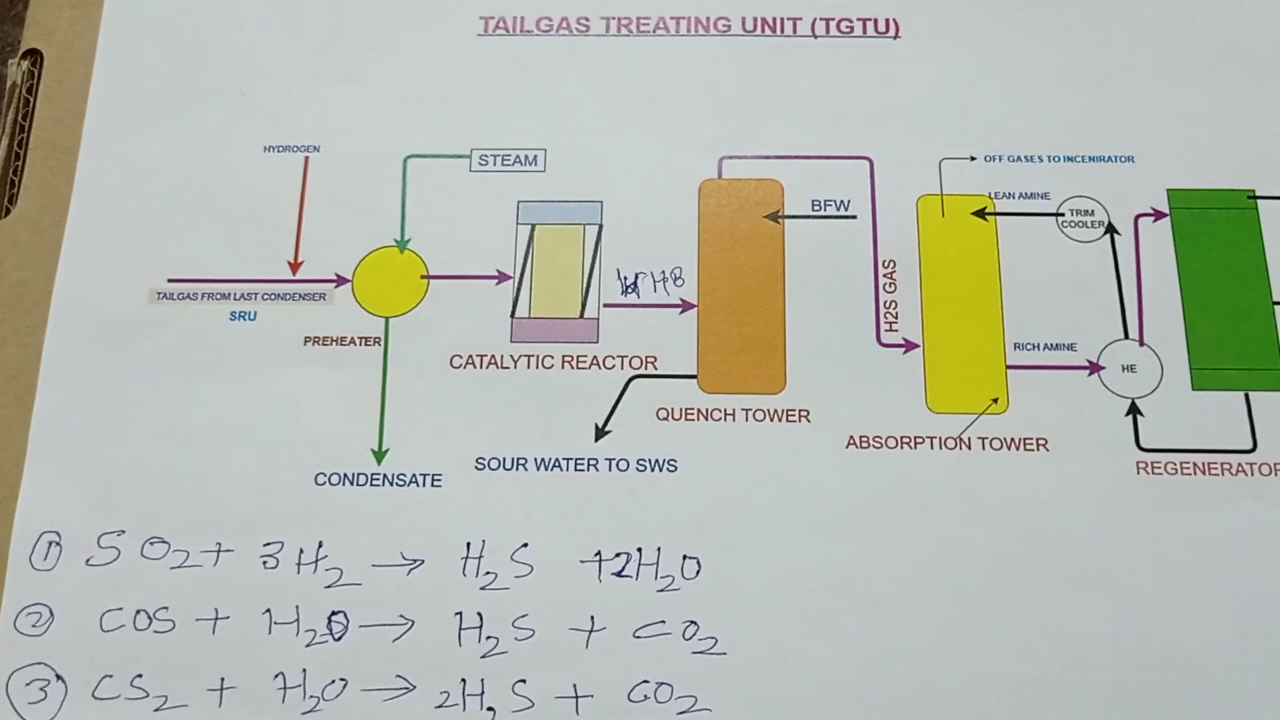 TAILGAS TREATING UNIT (TGTU)
HYDROGEN
STEAM
TAILGAS FROM LAST CONDENSER
SRU
PREHEATER
CONDENSATE
CATALYTIC REACTOR
BFW
QUENCH TOWER
SOUR WATER TO SWS
H2S GAS
OFF GASES TO INCENIRATOR
LEAN AMINE
TRIM
COOLER
RICH AMINE
HE
ABSORPTION TOWER
REGENERATOR
① SO₂ + 3H₂ → H₂S + 2H₂O
② COS + H₂O → H₂S + CO₂
③ CS₂ + H₂O → 2H₂S + CO₂